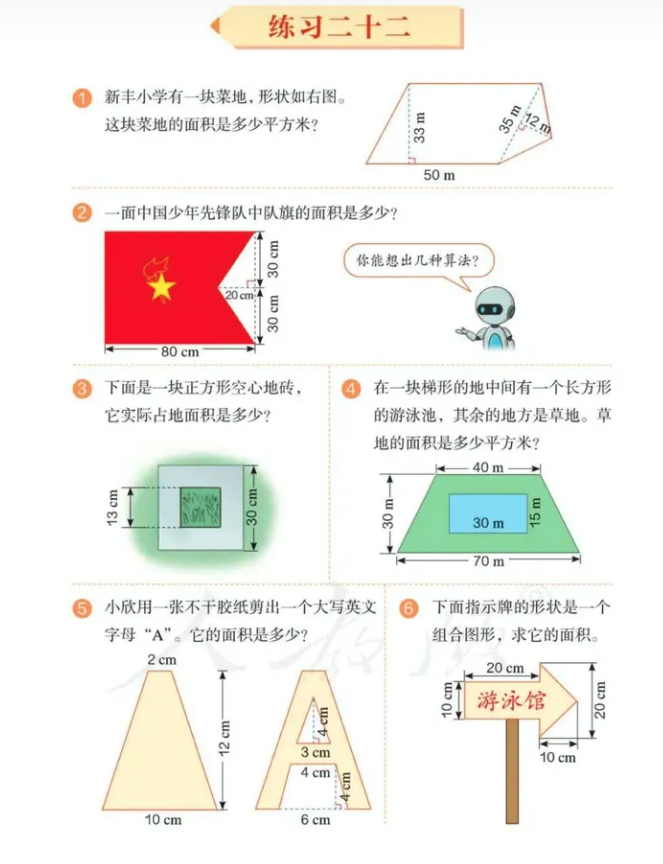 练习二十二
1 新丰小学有一块菜地，形状如右图。
这块菜地的面积是多少平方米？
33 m
35 m
12 m
50 m
2 一面中国少年先锋队中队旗的面积是多少？
你能想出几种算法？
30 cm
20 cm
30 cm
80 cm
3 下面是一块正方形空心地砖，
它实际占地面积是多少？
13 cm
30 cm
4 在一块梯形的地中间有一个长方形
的游泳池，其余的地方是草地。草
地的面积是多少平方米？
40 m
30 m
30 m
15 m
70 m
5 小欣用一张不干胶纸剪出一个大写英文
字母“A”。它的面积是多少？
2 cm
12 cm
10 cm
4 cm
3 cm
4 cm
4 cm
6 cm
6 下面指示牌的形状是一个
组合图形，求它的面积。
20 cm
10 cm
游泳馆
20 cm
10 cm
人教版